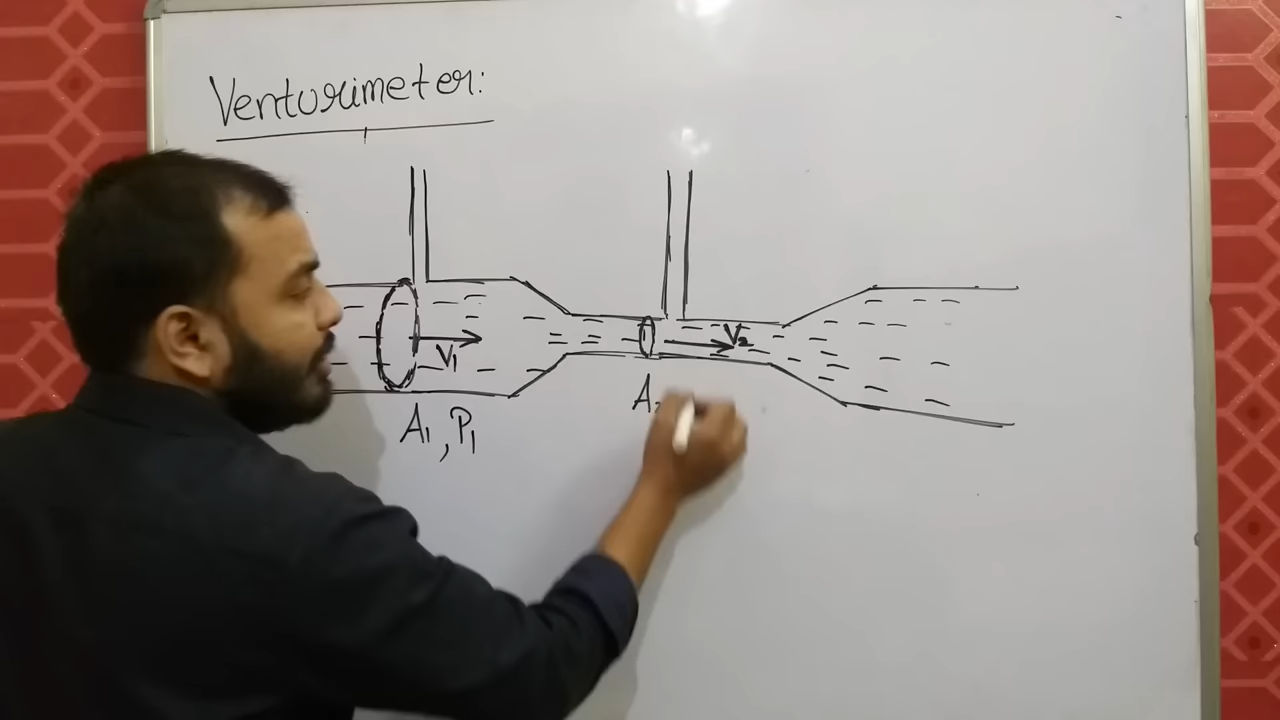 Venturimeter:
V₁ V₂
A₁, P₁ A